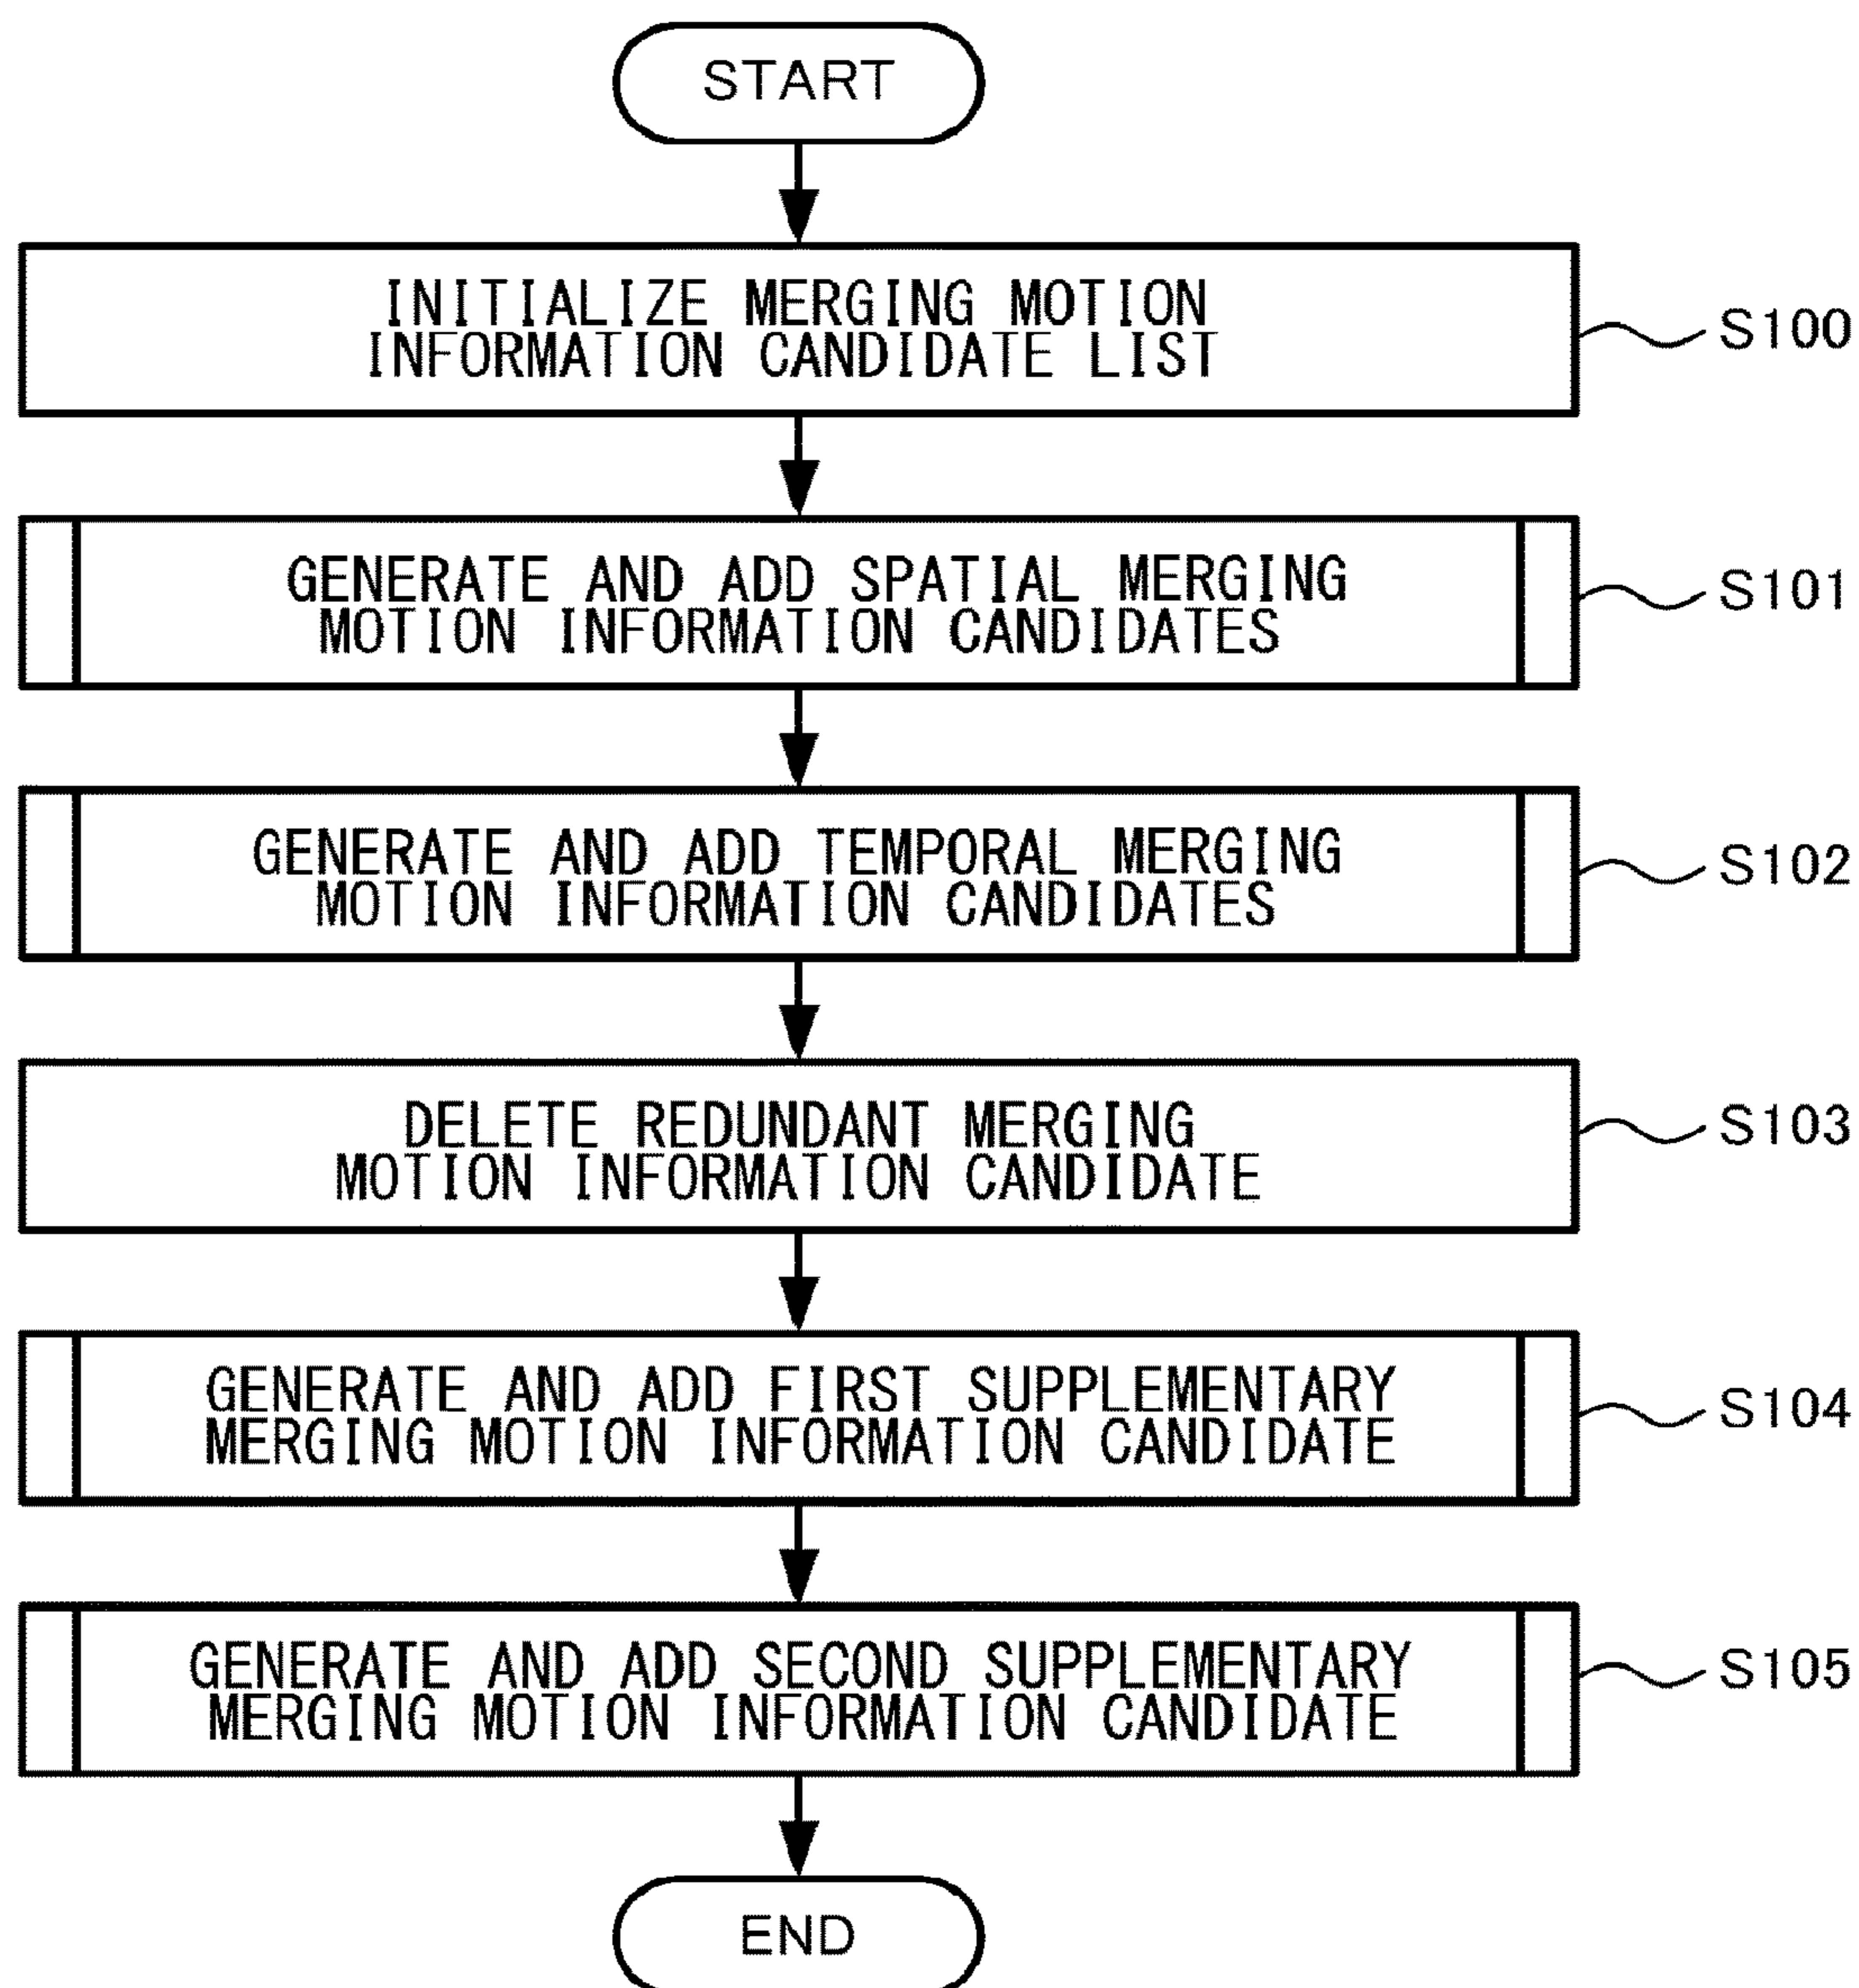 START
INITIALIZE MERGING MOTION
INFORMATION CANDIDATE LIST
S100
GENERATE AND ADD SPATIAL MERGING
MOTION INFORMATION CANDIDATES
S101
GENERATE AND ADD TEMPORAL MERGING
MOTION INFORMATION CANDIDATES
S102
DELETE REDUNDANT MERGING
MOTION INFORMATION CANDIDATE
S103
GENERATE AND ADD FIRST SUPPLEMENTARY
MERGING MOTION INFORMATION CANDIDATE
S104
GENERATE AND ADD SECOND SUPPLEMENTARY
MERGING MOTION INFORMATION CANDIDATE
S105
END